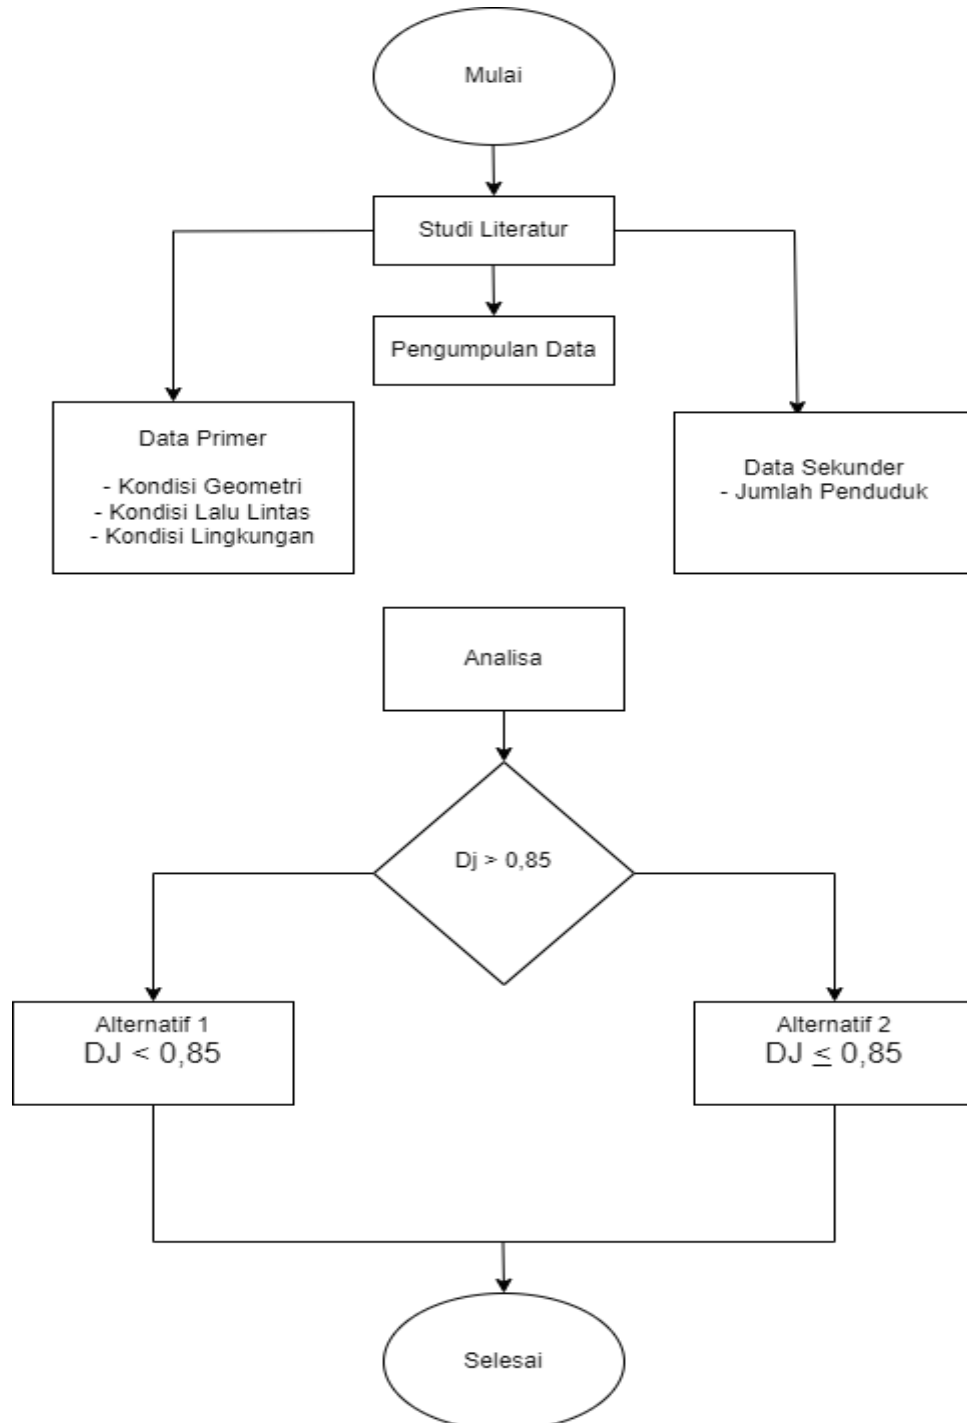 Mulai
Studi Literatur
Pengumpulan Data
Data Primer
- Kondisi Geometri
- Kondisi Lalu Lintas
- Kondisi Lingkungan
Data Sekunder
- Jumlah Penduduk
Analisa
Dj > 0,85
Alternatif 1
DJ < 0,85
Alternatif 2
DJ ≤ 0,85
Selesai